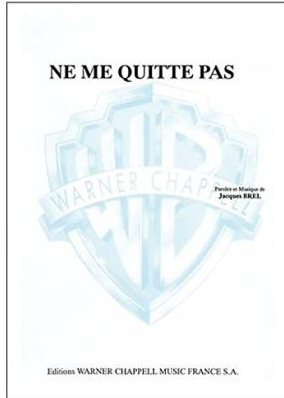 NE ME QUITTE PAS
WARNER CHAPPELL
Paroles et Musique de
Jacques BREL
Editions WARNER CHAPPELL MUSIC FRANCE S.A.